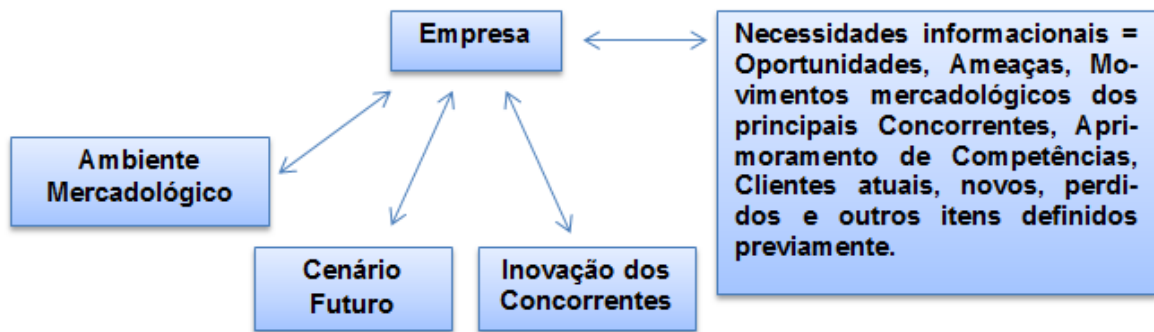 Empresa
Necessidades informacionais =
Oportunidades, Ameaças, Mo-
vimentos mercadológicos dos
principais Concorrentes, Apri-
moramento de Competências,
Clientes atuais, novos, perdi-
dos e outros itens definidos
previamente.
Ambiente
Mercadológico
Cenário
Futuro
Inovação dos
Concorrentes